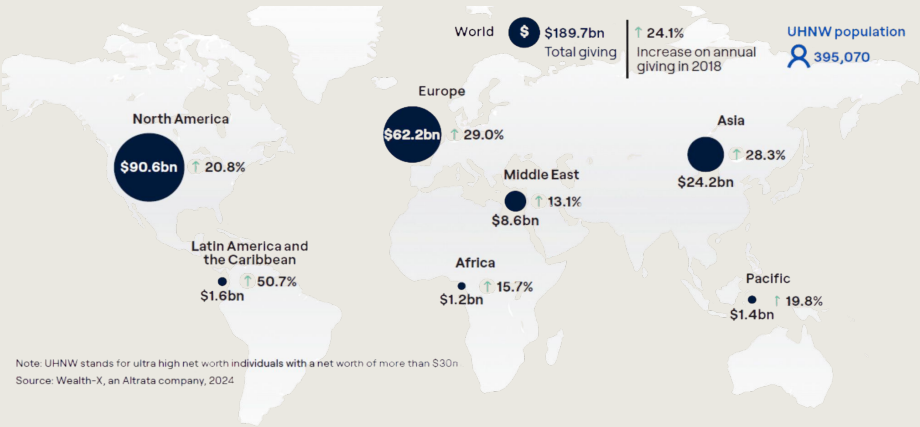 World
$
$189.7bn
Total giving
↑ 24.1%
Increase on annual
giving in 2018
UHNW population
395,070
North America
$90.6bn
↑ 20.8%
Europe
$62.2bn
↑ 29.0%
Asia
↑ 28.3%
$24.2bn
Middle East
↑ 13.1%
$8.6bn
Latin America and
the Caribbean
↑ 50.7%
$1.6bn
Africa
↑ 15.7%
$1.2bn
Pacific
↑ 19.8%
$1.4bn
Note: UHNW stands for ultra high net worth individuals with a net worth of more than $30n
Source: Wealth-X, an Altrata company, 2024